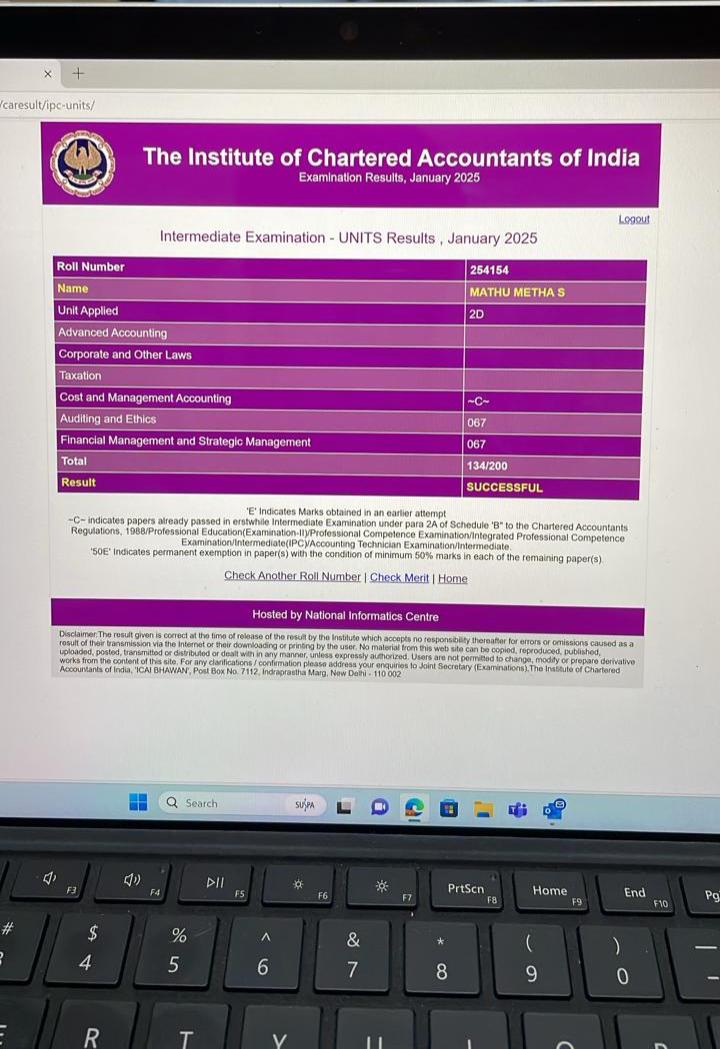 /caresult/ipc-units/
The Institute of Chartered Accountants of India
Examination Results, January 2025
Logout
Intermediate Examination - UNITS Results , January 2025
Roll Number 254154
Name MATHU METHA S
Unit Applied 2D
Advanced Accounting
Corporate and Other Laws
Taxation
Cost and Management Accounting ~C~
Auditing and Ethics 067
Financial Management and Strategic Management 067
Total 134/200
Result SUCCESSFUL
'E' Indicates Marks obtained in an earlier attempt
~C~ indicates papers already passed in erstwhile Intermediate Examination under para 2A of Schedule 'B" to the Chartered Accountants
Regulations, 1988/Professional Education(Examination-II)/Professional Competence Examination/Integrated Professional Competence
Examination/Intermediate(IPC)/Accounting Technician Examination/Intermediate.
'50E' Indicates permanent exemption in paper(s) with the condition of minimum 50% marks in each of the remaining paper(s).
Check Another Roll Number | Check Merit | Home
Hosted by National Informatics Centre
Disclaimer:The result given is correct at the time of release of the result by the Institute which accepts no responsibility thereafter for errors or omissions caused as a
result of their transmission via the Internet or their downloading or printing by the user. No material from this web site can be copied, reproduced, published,
uploaded, posted, transmitted or distributed or dealt with in any manner, unless expressly authorized. Users are not permitted to change, modify or prepare derivative
works from the content of this site. For any clarifications / confirmation please address your enquiries to Joint Secretary (Examinations),The Institute of Chartered
Accountants of India, 'ICAI BHAWAN', Post Box No. 7112, Indraprastha Marg, New Delhi - 110 002
Search
F3 F4 F5 F6 F7 PrtScn F8 Home F9 End F10 Pg
# $ % ^ & * ( )
4 5 6 7 8 9 0
R T Y U